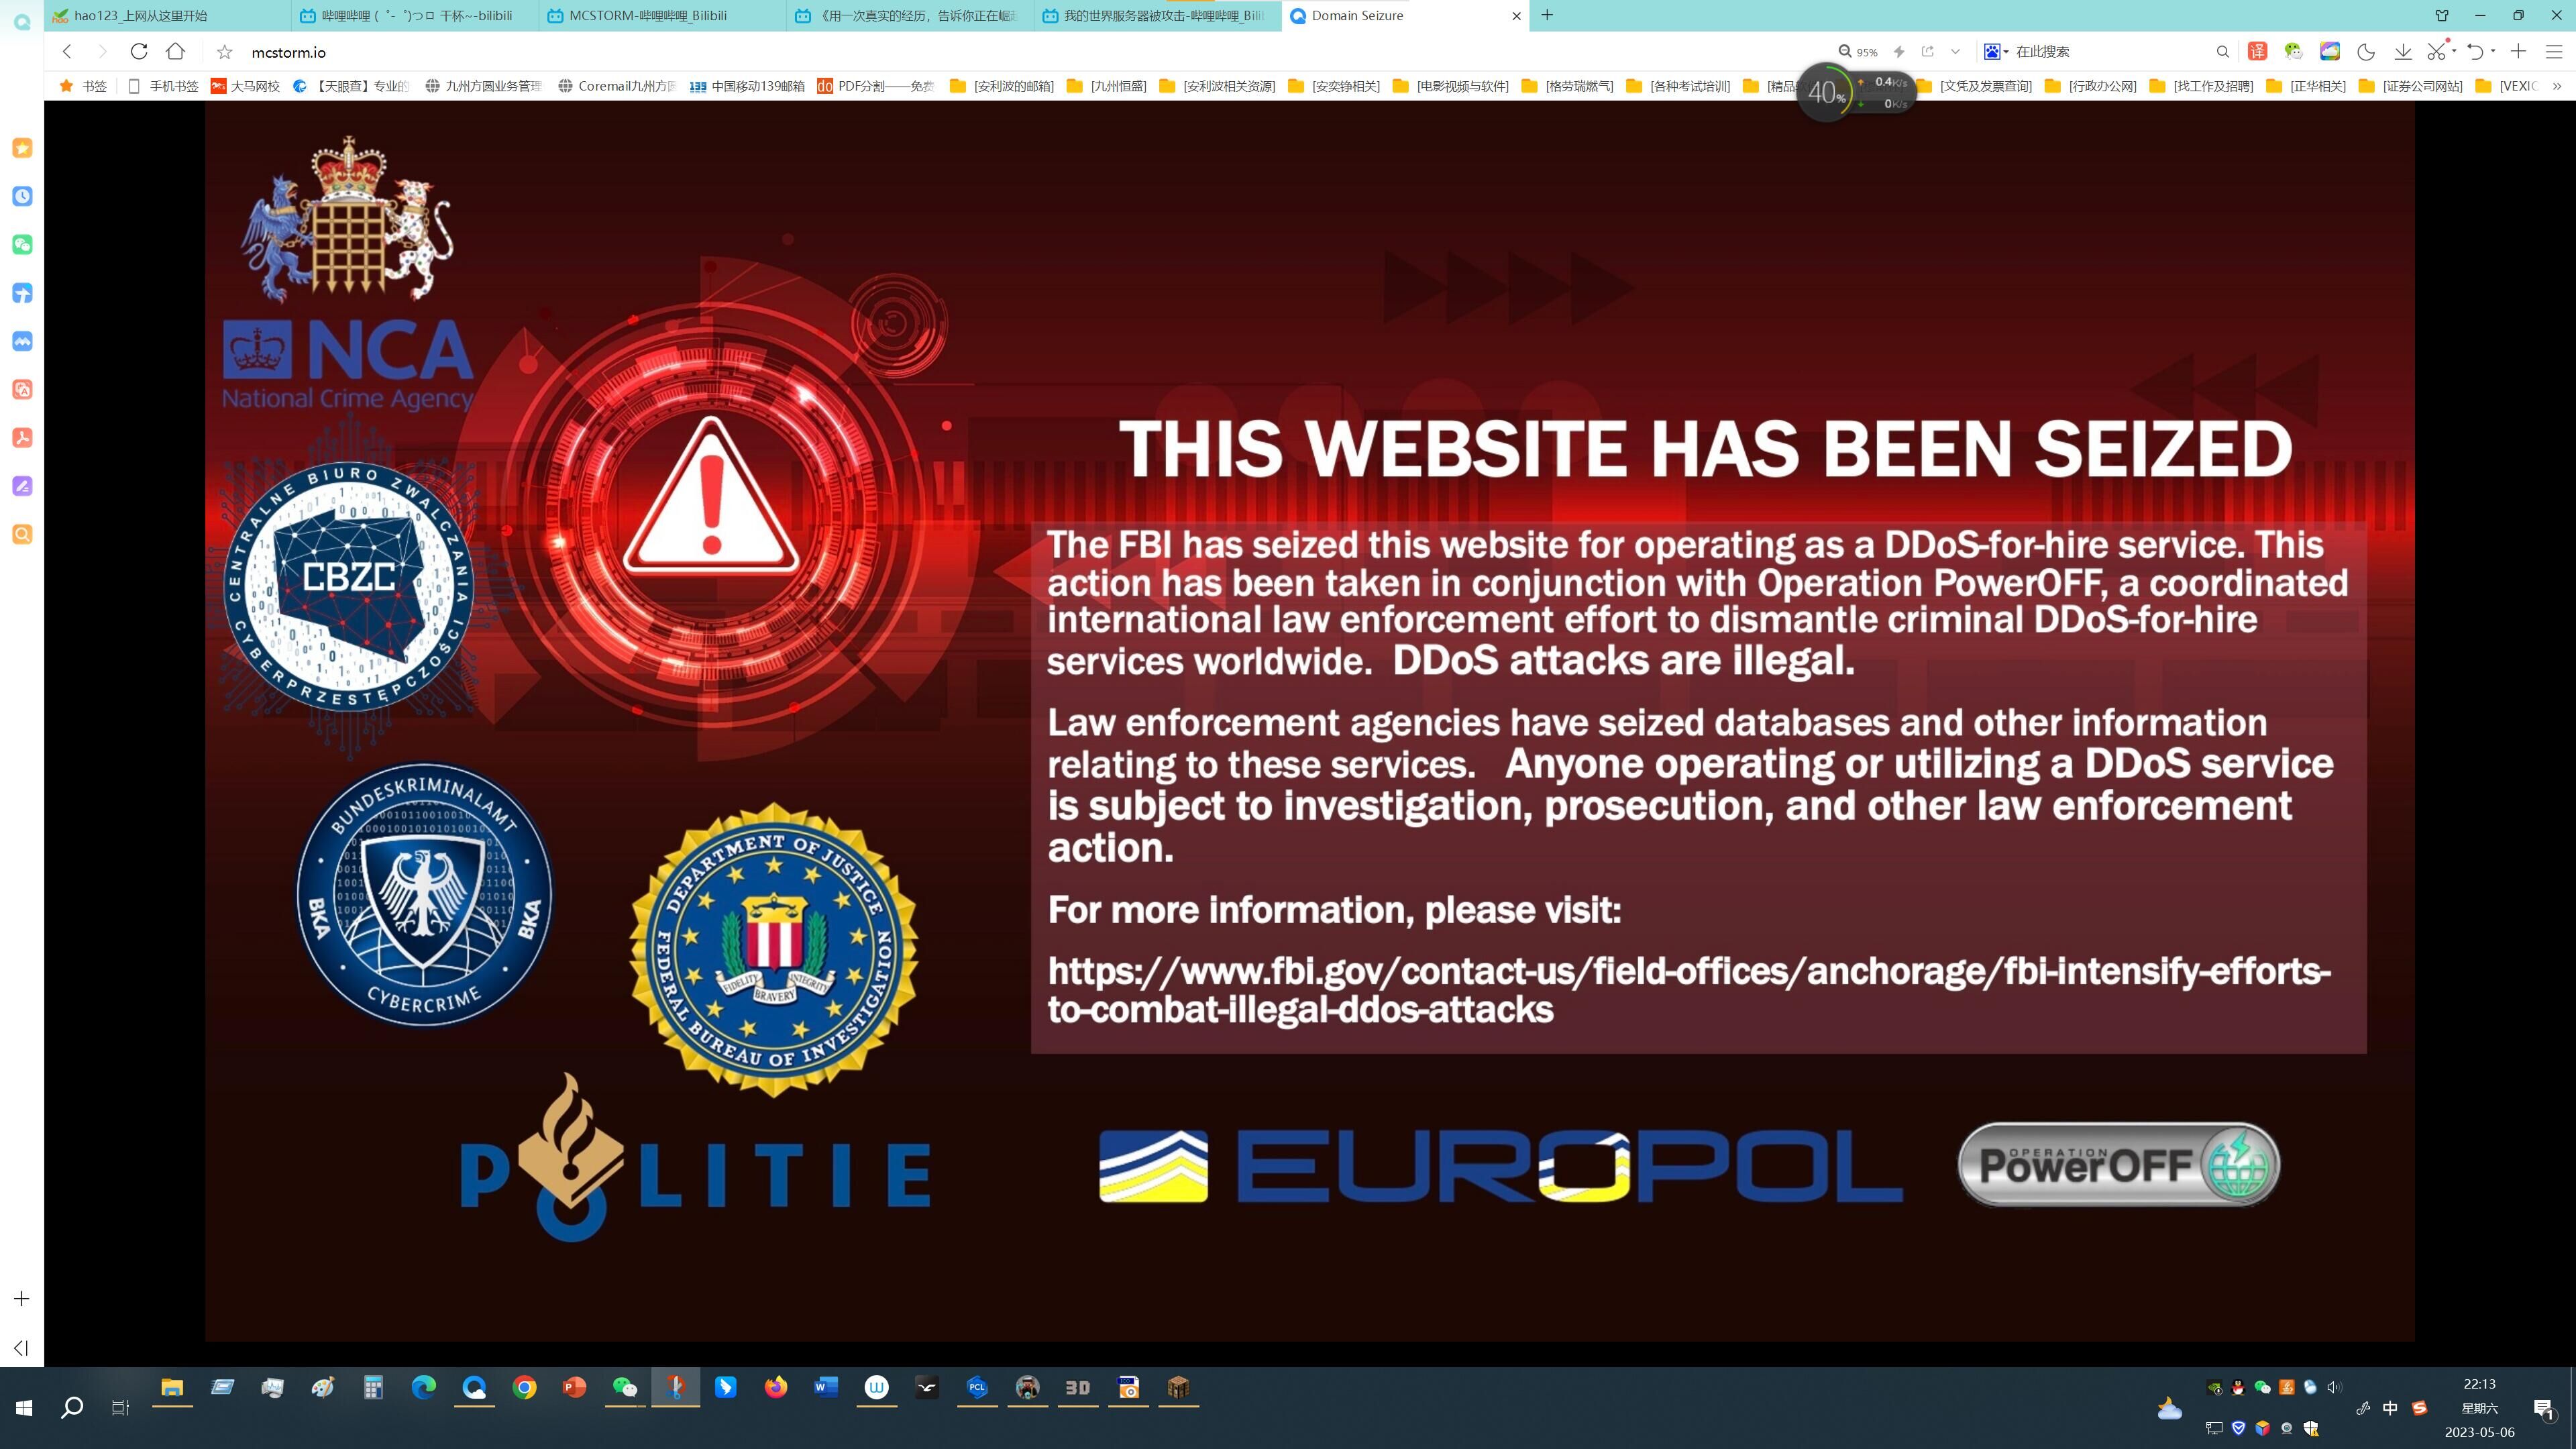 hao123_上网从这里开始
哔哩哔哩 (゜-゜)つロ 干杯~-bilibili
MCSTORM-哔哩哔哩_Bilibili
《用一次真实的经历，告诉你正在崛
我的世界服务器被攻击-哔哩哔哩_Bili
Domain Seizure
mcstorm.io
95%
在此搜索
译
书签
手机书签
大马网校
【天眼查】专业的
九州方圆业务管理
Coremail九州方圆
139
中国移动139邮箱
do
PDF分割——免费
[安利波的邮箱]
[九州恒盛]
[安利波相关资源]
[安奕铮相关]
[电影视频与软件]
[格劳瑞燃气]
[各种考试培训]
[精品
40%
0.4K/s
0K/s
[文凭及发票查询]
[行政办公网]
[找工作及招聘]
[正华相关]
[证券公司网站]
[VEXIQ
NCA
National Crime Agency
CENTRALNE BIURO ZWALCZANIA
CBZC
CYBERPRZESTĘPCZOŚCI
BUNDESKRIMINALAMT
BKA
BKA
CYBERCRIME
DEPARTMENT OF JUSTICE
FIDELITY BRAVERY INTEGRITY
FEDERAL BUREAU OF INVESTIGATION
THIS WEBSITE HAS BEEN SEIZED
The FBI has seized this website for operating as a DDoS-for-hire service. This
action has been taken in conjunction with Operation PowerOFF, a coordinated
international law enforcement effort to dismantle criminal DDoS-for-hire
services worldwide. DDoS attacks are illegal.
Law enforcement agencies have seized databases and other information
relating to these services. Anyone operating or utilizing a DDoS service
is subject to investigation, prosecution, and other law enforcement
action.
For more information, please visit:
https://www.fbi.gov/contact-us/field-offices/anchorage/fbi-intensify-efforts-
to-combat-illegal-ddos-attacks
POLITIE
EUROPOL
OPERATION
PowerOFF
PCL
3D
中
22:13
星期六
2023-05-06
1